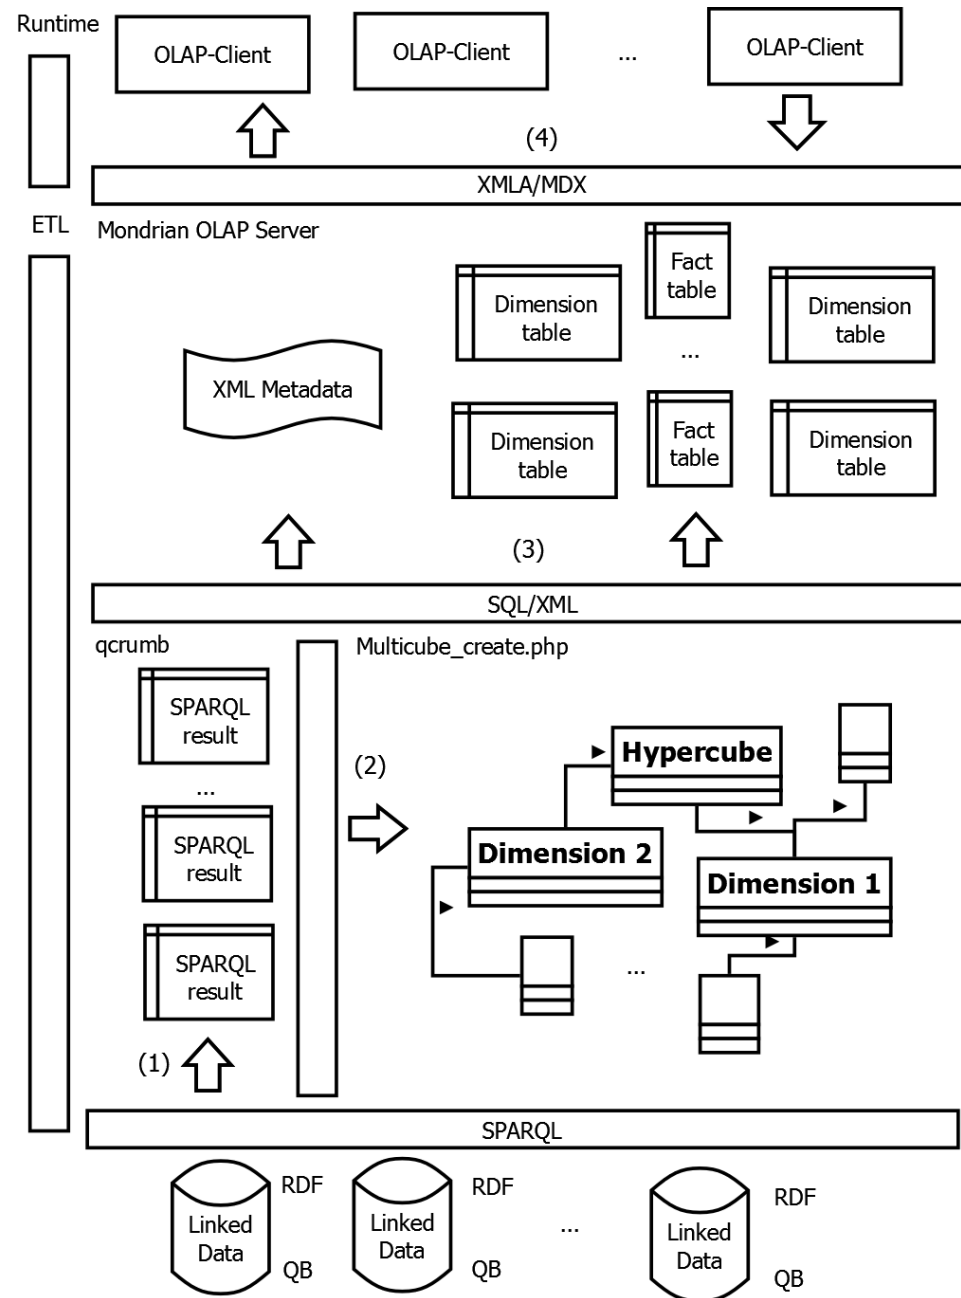 Runtime
OLAP-Client
OLAP-Client
...
OLAP-Client
(4)
XMLA/MDX
ETL
Mondrian OLAP Server
Dimension
table
Fact
table
Dimension
table
...
XML Metadata
Dimension
table
Fact
table
Dimension
table
(3)
SQL/XML
qcrumb
Multicube_create.php
SPARQL
result
...
SPARQL
result
SPARQL
result
(2)
Hypercube
Dimension 2
Dimension 1
...
(1)
SPARQL
Linked
Data
RDF
QB
Linked
Data
RDF
QB
...
Linked
Data
RDF
QB